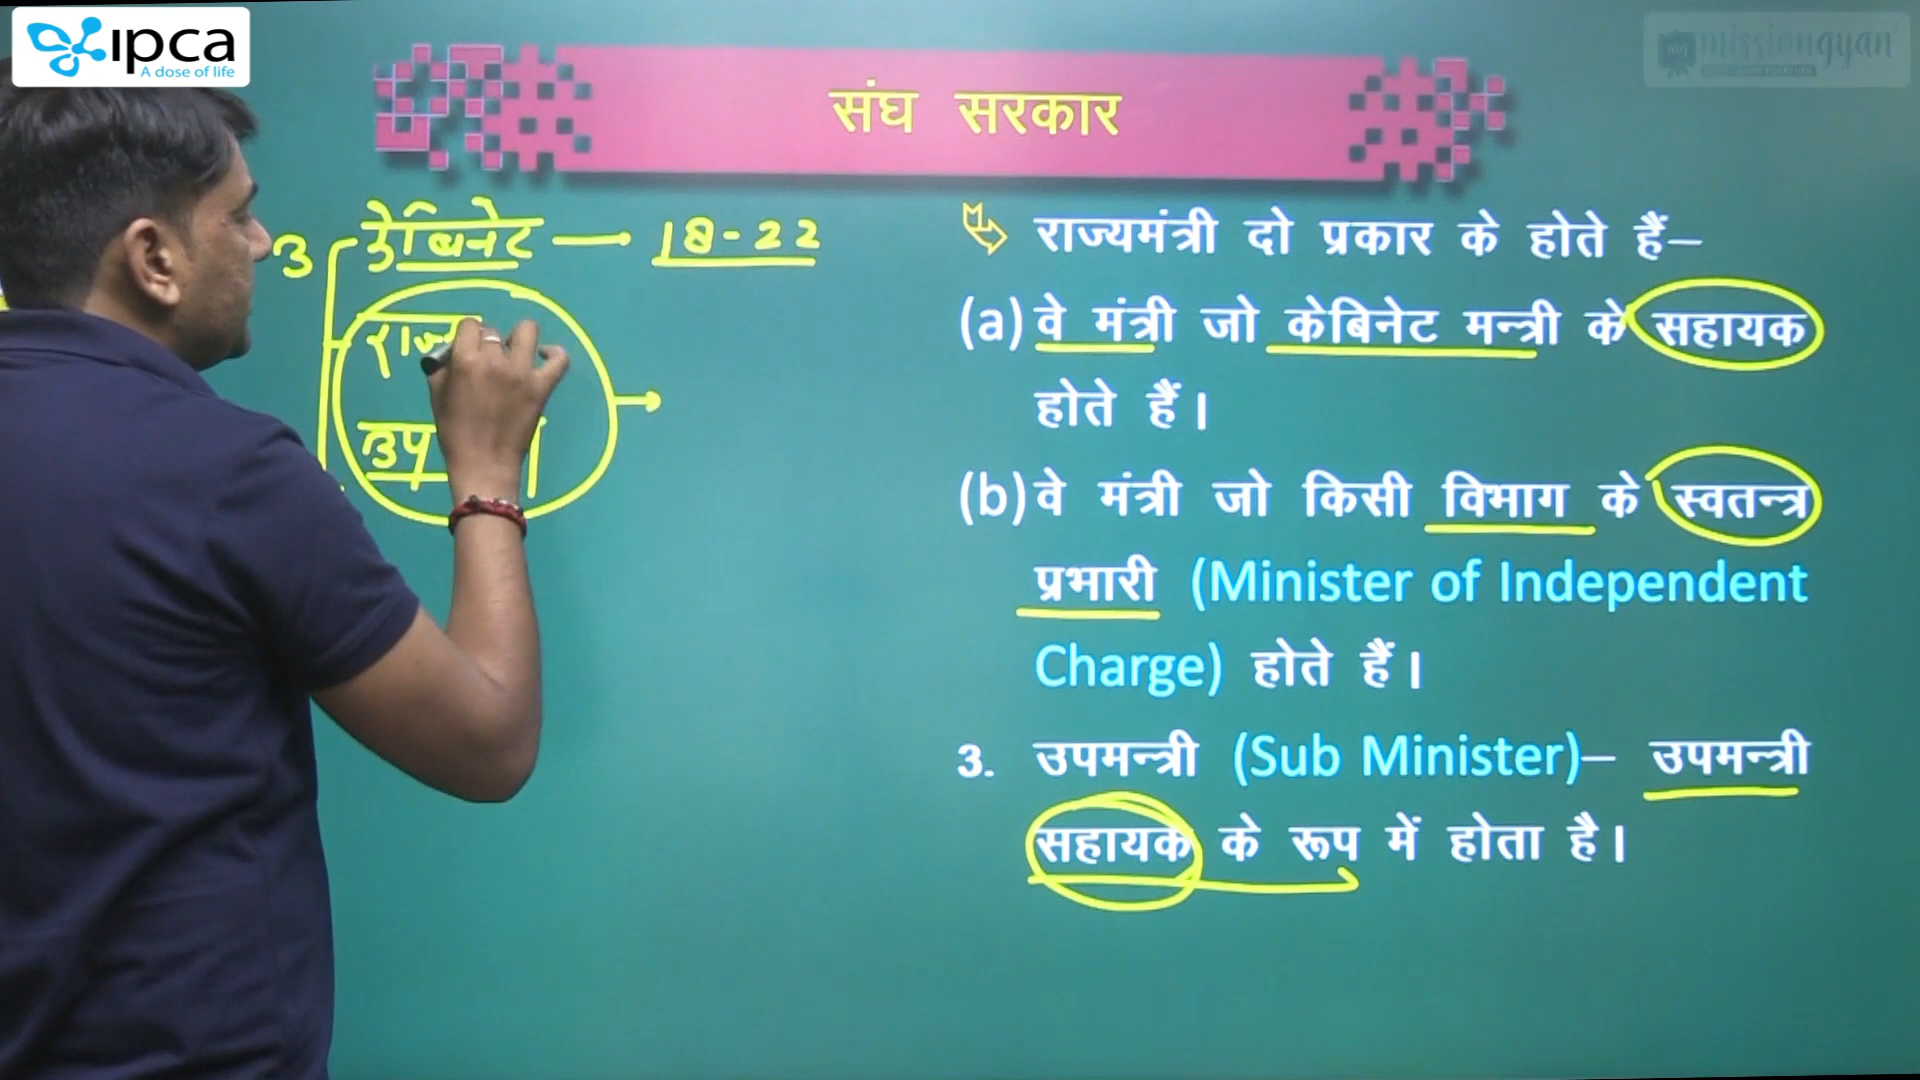 ipca
A dose of life
missiongyan
संघ सरकार
3
केबिनेट
18-22
उप
राज्यमंत्री दो प्रकार के होते हैं–
(a) वे मंत्री जो केबिनेट मन्त्री के सहायक
होते हैं।
(b) वे मंत्री जो किसी विभाग के स्वतन्त्र
प्रभारी (Minister of Independent
Charge) होते हैं।
3. उपमन्त्री (Sub Minister)– उपमन्त्री
सहायक के रूप में होता है।